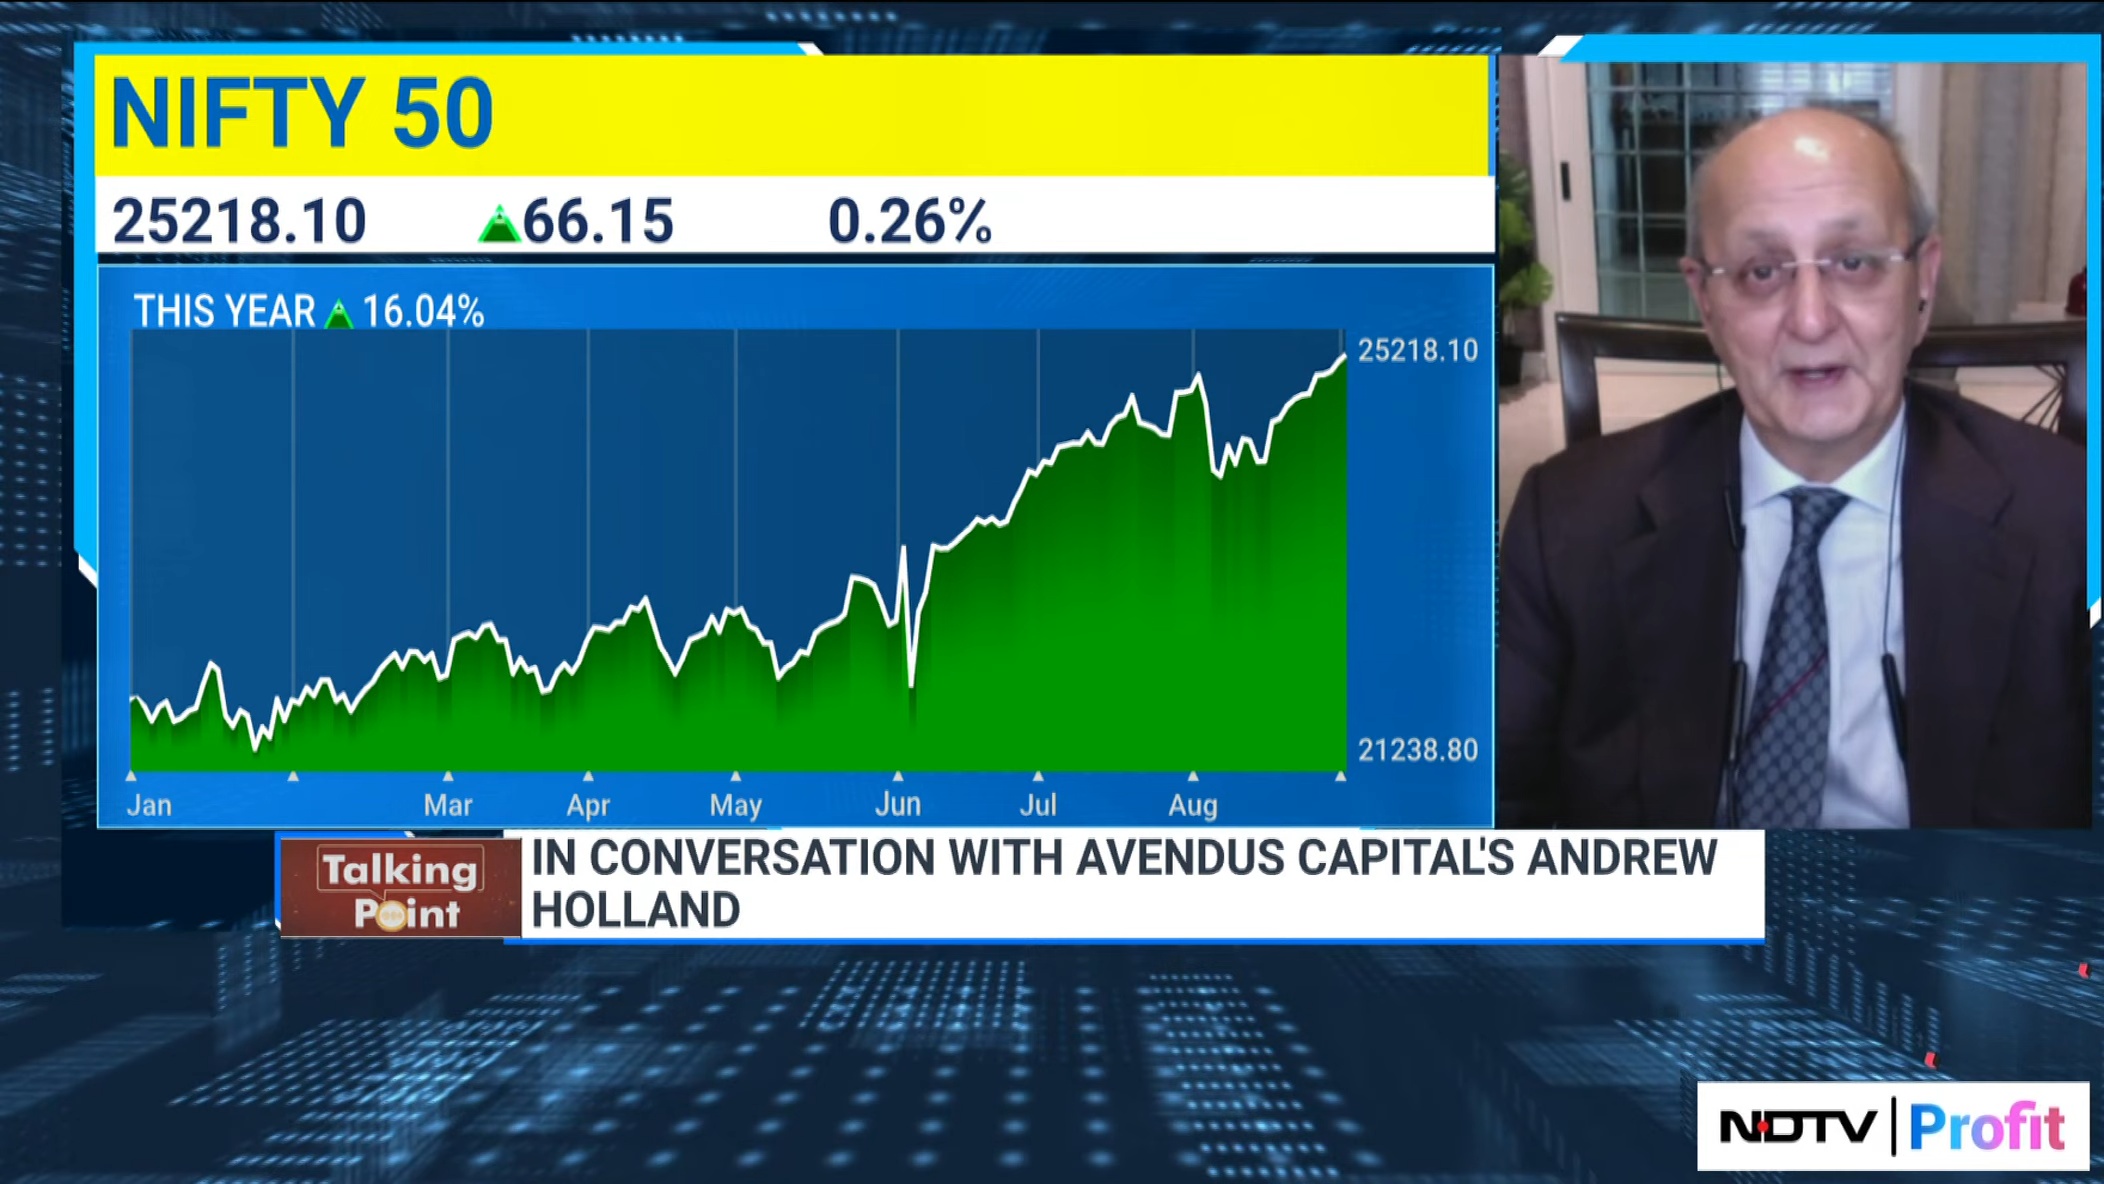 NIFTY 50
25218.10 66.15 0.26%
THIS YEAR 16.04%
25218.10
21238.80
Jan Mar Apr May Jun Jul Aug
Talking
Point
IN CONVERSATION WITH AVENDUS CAPITAL'S ANDREW
HOLLAND
NDTV Profit